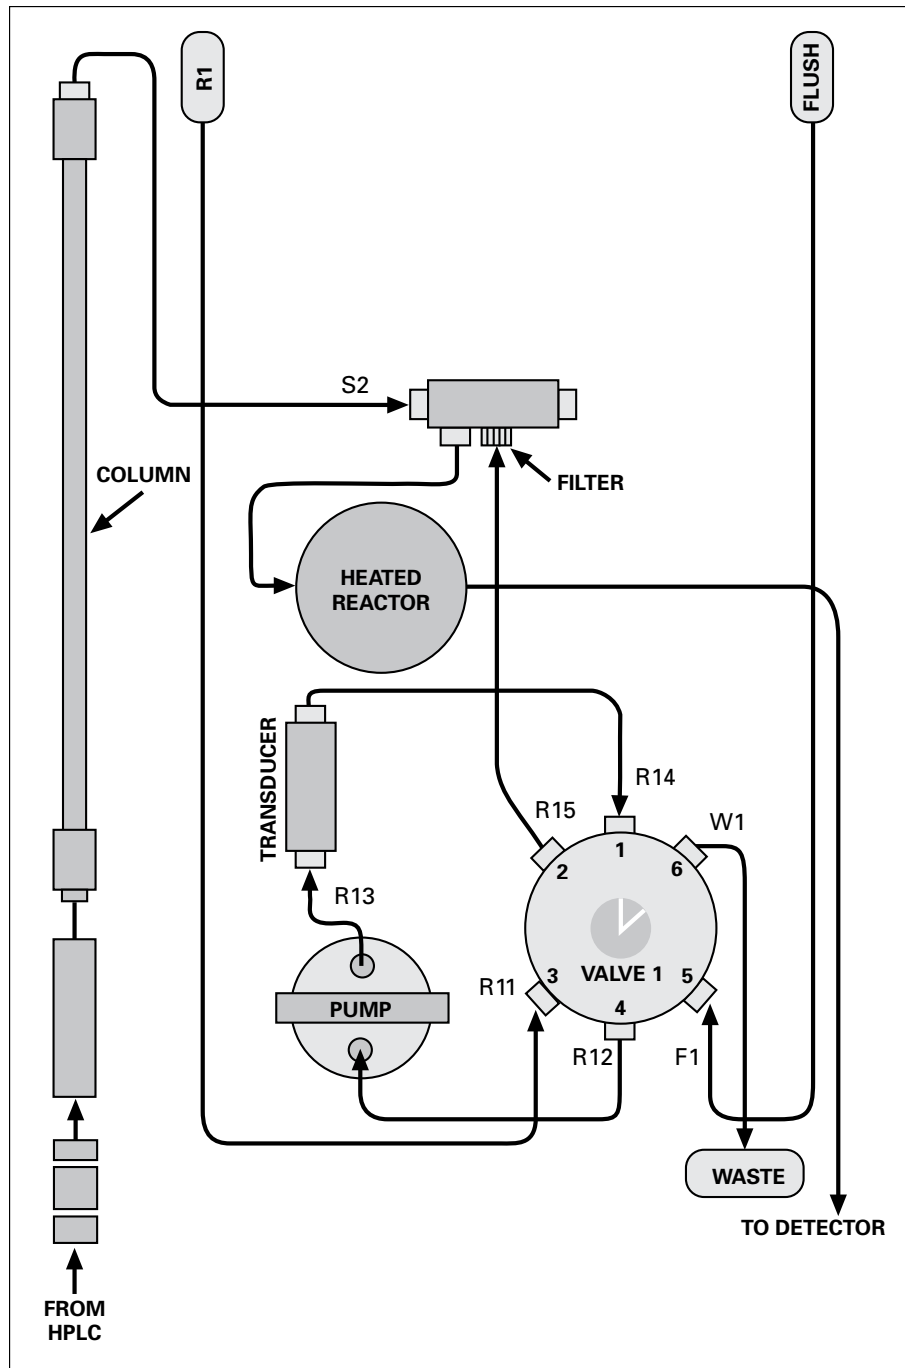 R1
FLUSH
S2
COLUMN
FILTER
HEATED
REACTOR
TRANSDUCER
R14
R15
W1
1
2
6
R13
VALVE 1
3
5
4
R11
PUMP
R12
F1
WASTE
TO DETECTOR
FROM
HPLC